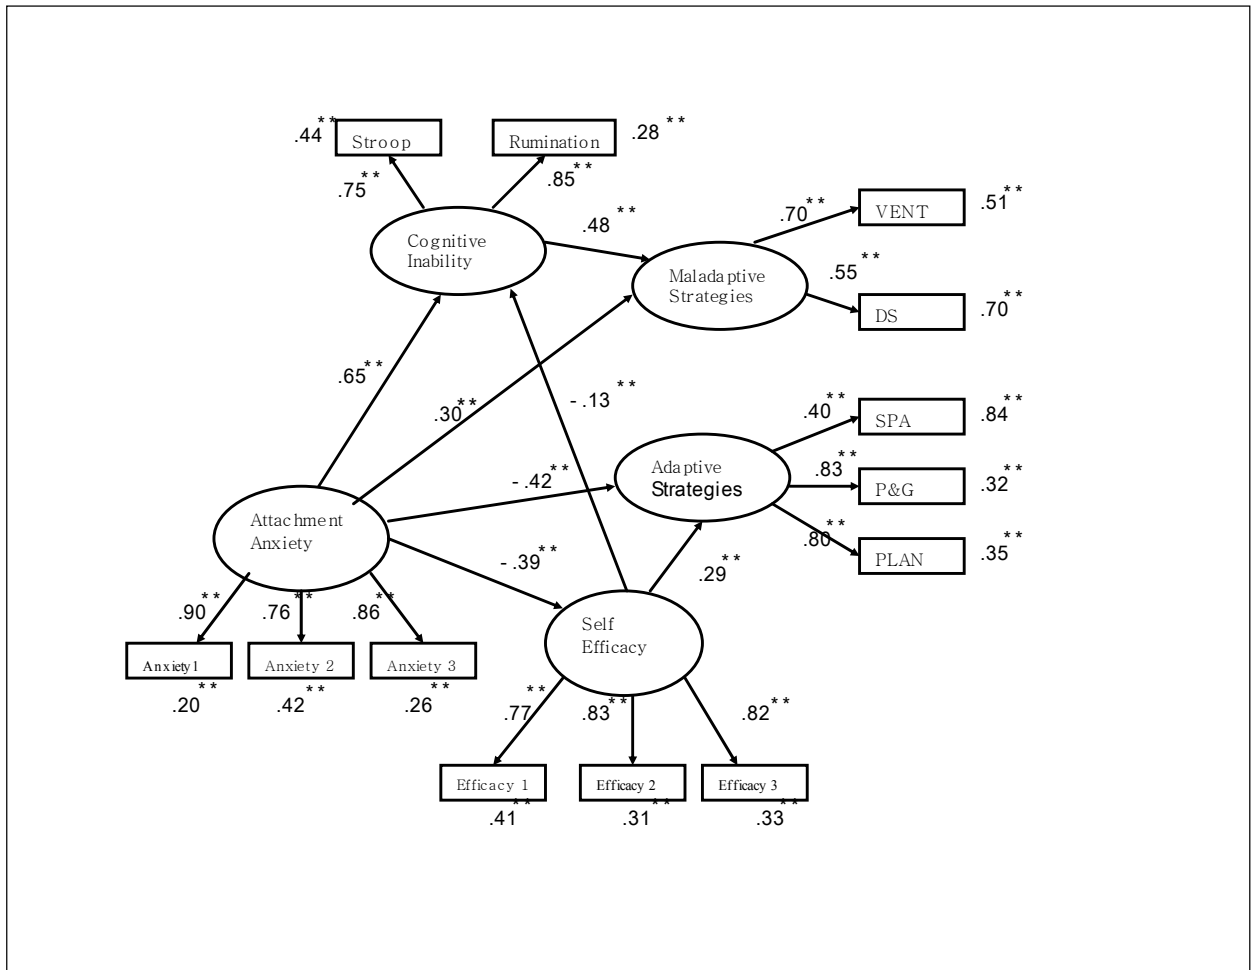 .44**
Stroop
Rumination
.28**
.75**
.85**
VENT
.51**
.70**
.48**
Cognitive
Inability
Maladaptive
Strategies
.55**
DS
.70**
.65**
.30**
- .13**
.40**
SPA
.84**
Adaptive
Strategies
.83**
P&G
.32**
- .42**
Attachment
Anxiety
.80**
PLAN
.35**
- .39**
.29**
.90**
.76**
.86**
Self
Efficacy
Anxiety1
Anxiety 2
Anxiety 3
.20**
.42**
.26**
.77**
.83**
.82**
Efficacy 1
Efficacy 2
Efficacy 3
.41**
.31**
.33**